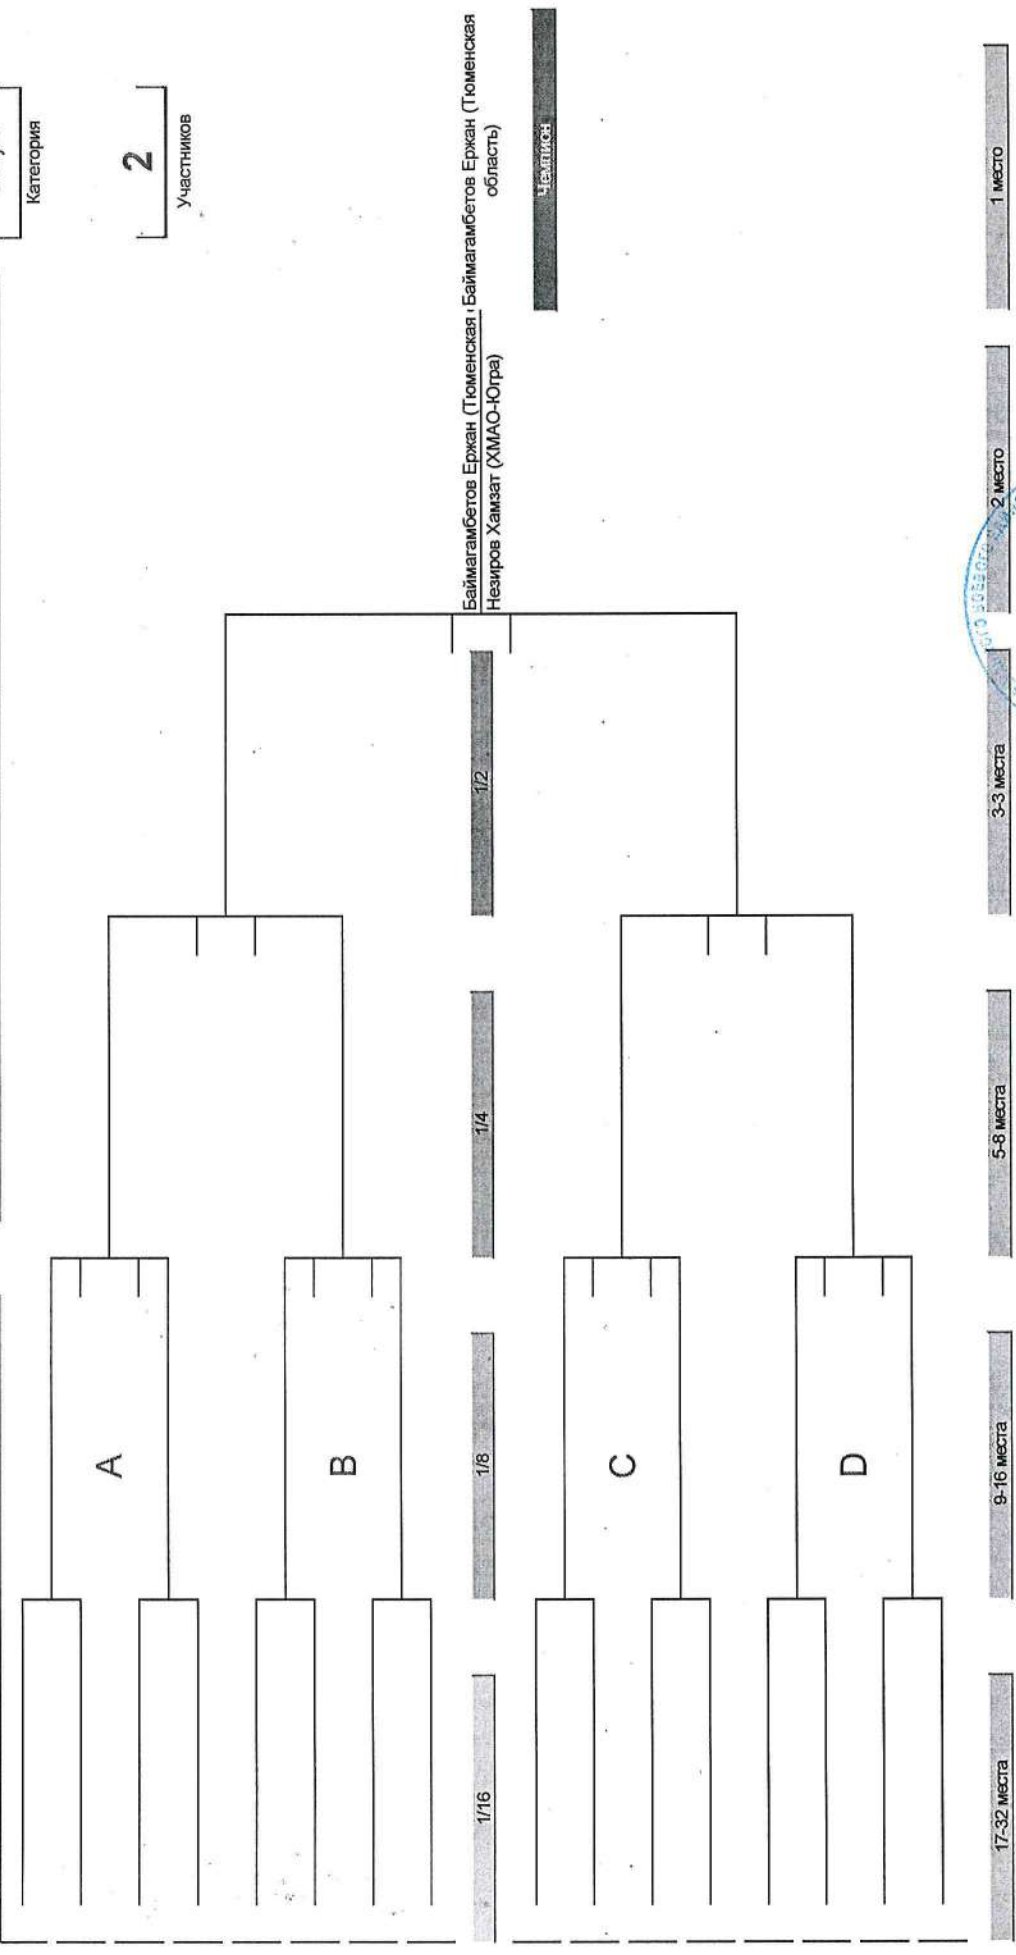 Категория
2
Участников
Баймагамбетов Ержан (Тюменская
Незиров Хамзат (ХМАО-Югра)
Баймагамбетов Ержан (Тюменская
область)
Чемпион
A
B
1/16
1/8
1/4
1/2
C
D
17-32 места
9-16 места
5-8 места
3-3 места
2 место
1 место